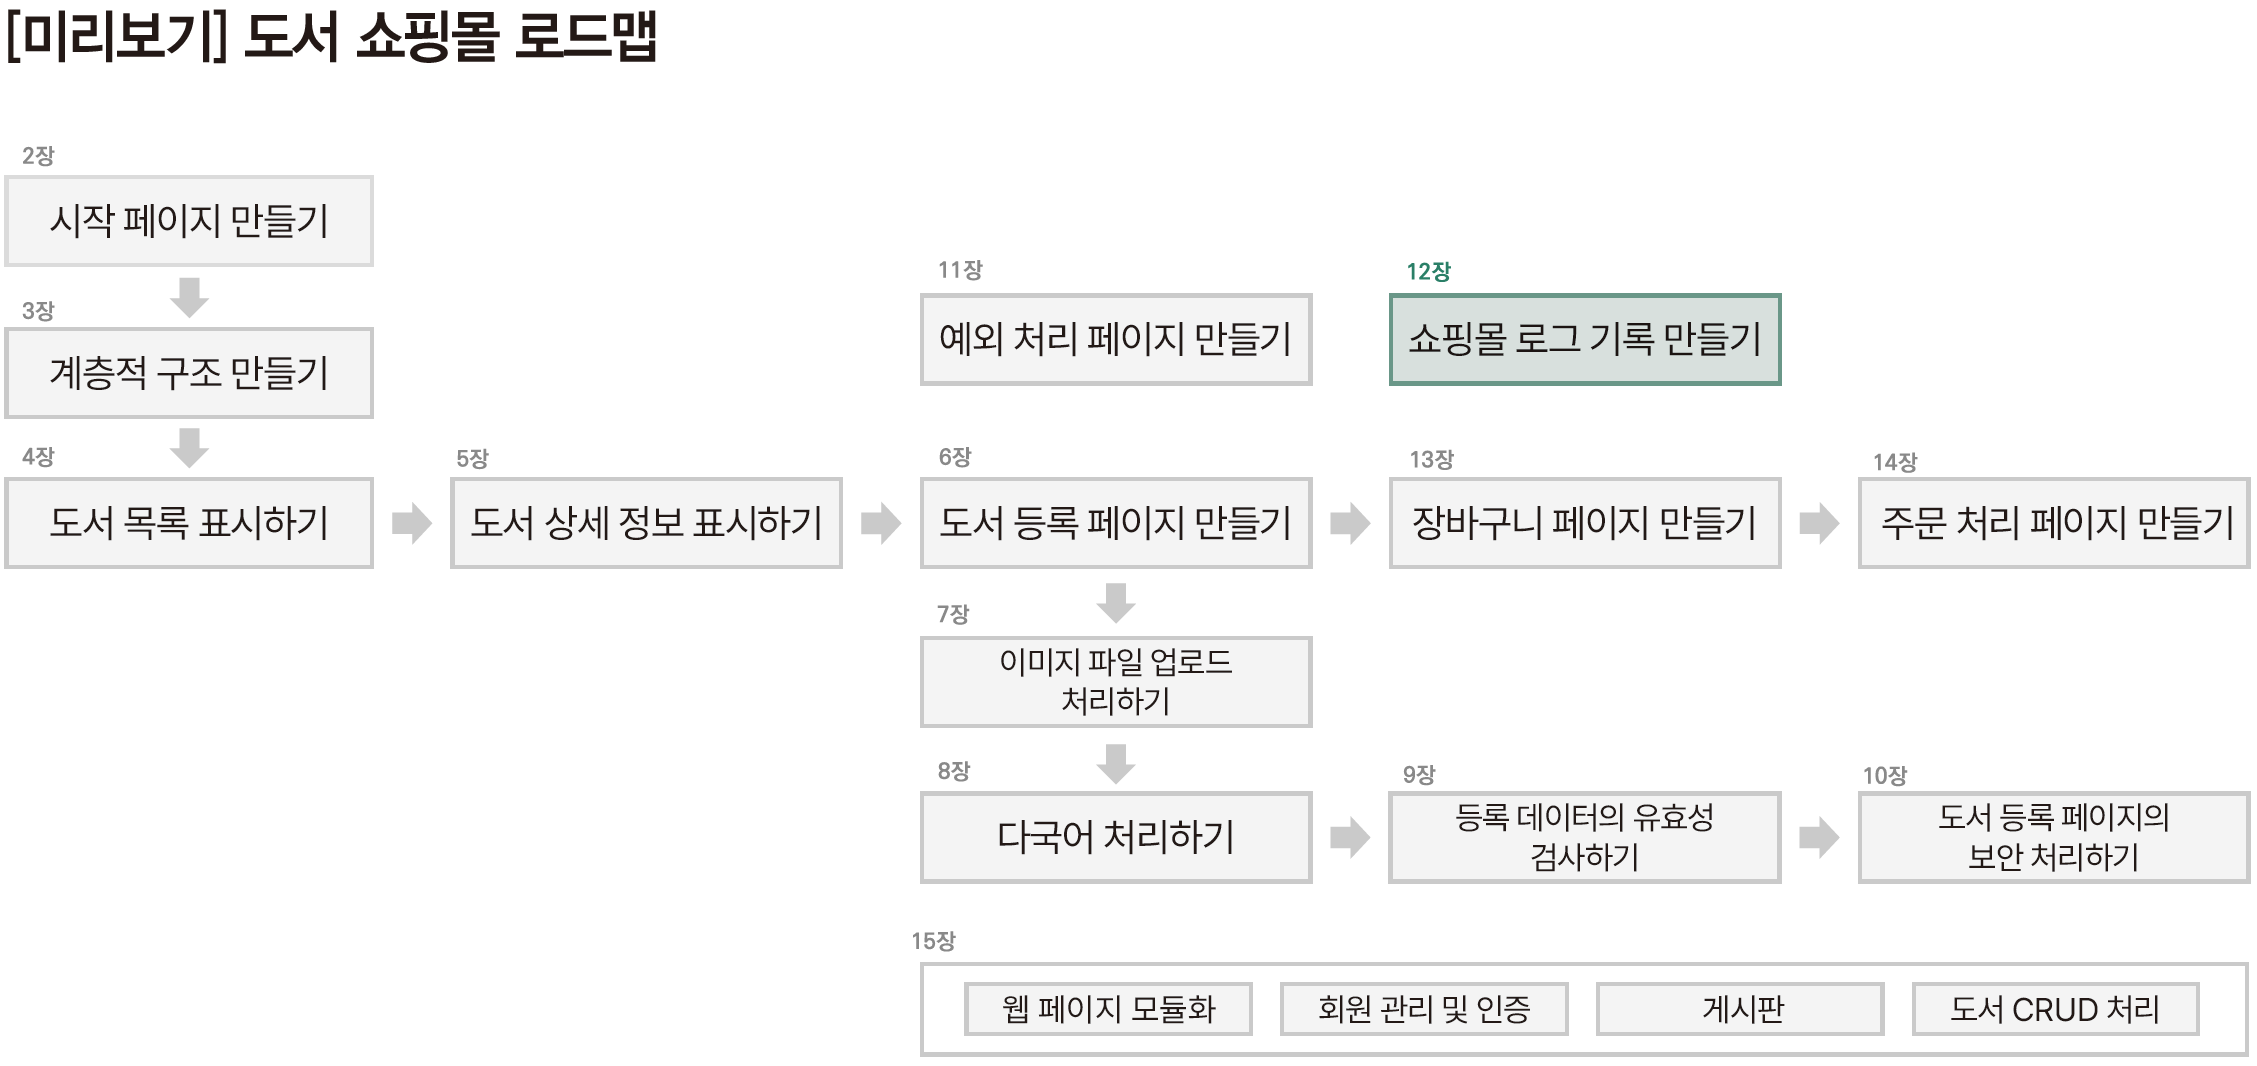 [미리보기] 도서 쇼핑몰 로드맵
2장
시작 페이지 만들기
3장
계층적 구조 만들기
11장
예외 처리 페이지 만들기
12장
쇼핑몰 로그 기록 만들기
4장
도서 목록 표시하기
5장
도서 상세 정보 표시하기
6장
도서 등록 페이지 만들기
13장
장바구니 페이지 만들기
14장
주문 처리 페이지 만들기
7장
이미지 파일 업로드
처리하기
8장
다국어 처리하기
9장
등록 데이터의 유효성
검사하기
10장
도서 등록 페이지의
보안 처리하기
15장
웹 페이지 모듈화
회원 관리 및 인증
게시판
도서 CRUD 처리